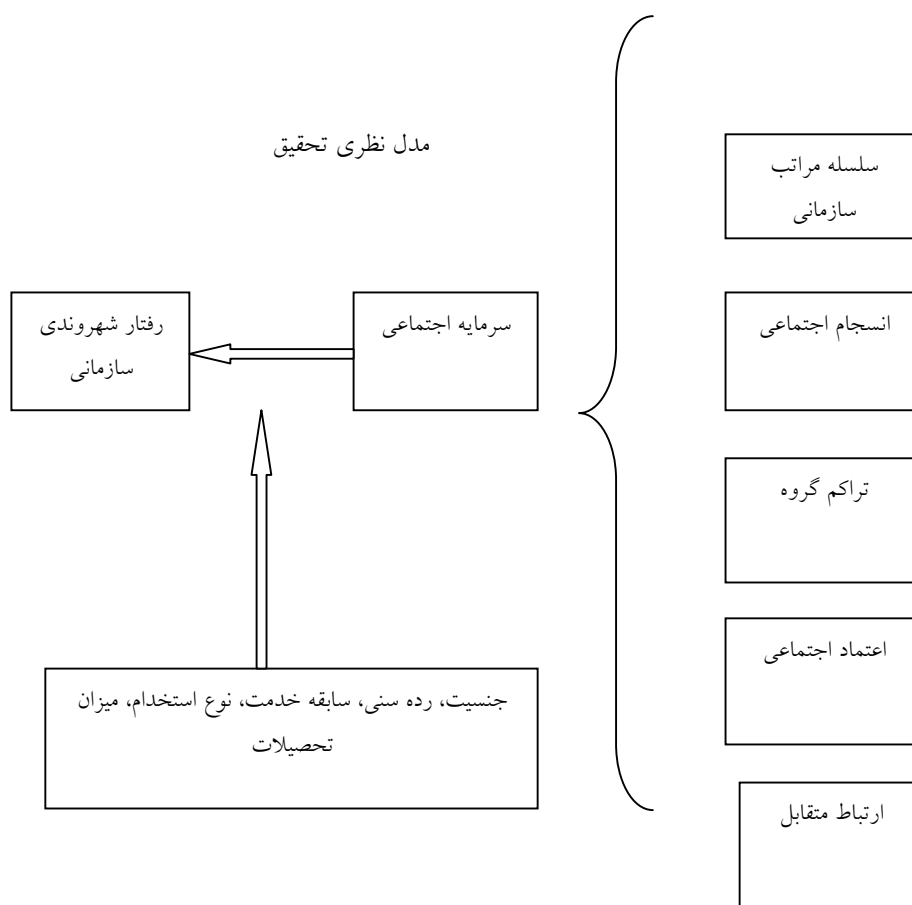 مدل نظری تحقیق
سلسله مراتب
سازمانی
انسجام اجتماعی
سرمایه اجتماعی
رفتار شهروندی
سازمانی
تراکم گروه
اعتماد اجتماعی
جنسیت، رده سنی، سابقه خدمت، نوع استخدام، میزان
تحصیلات
ارتباط متقابل